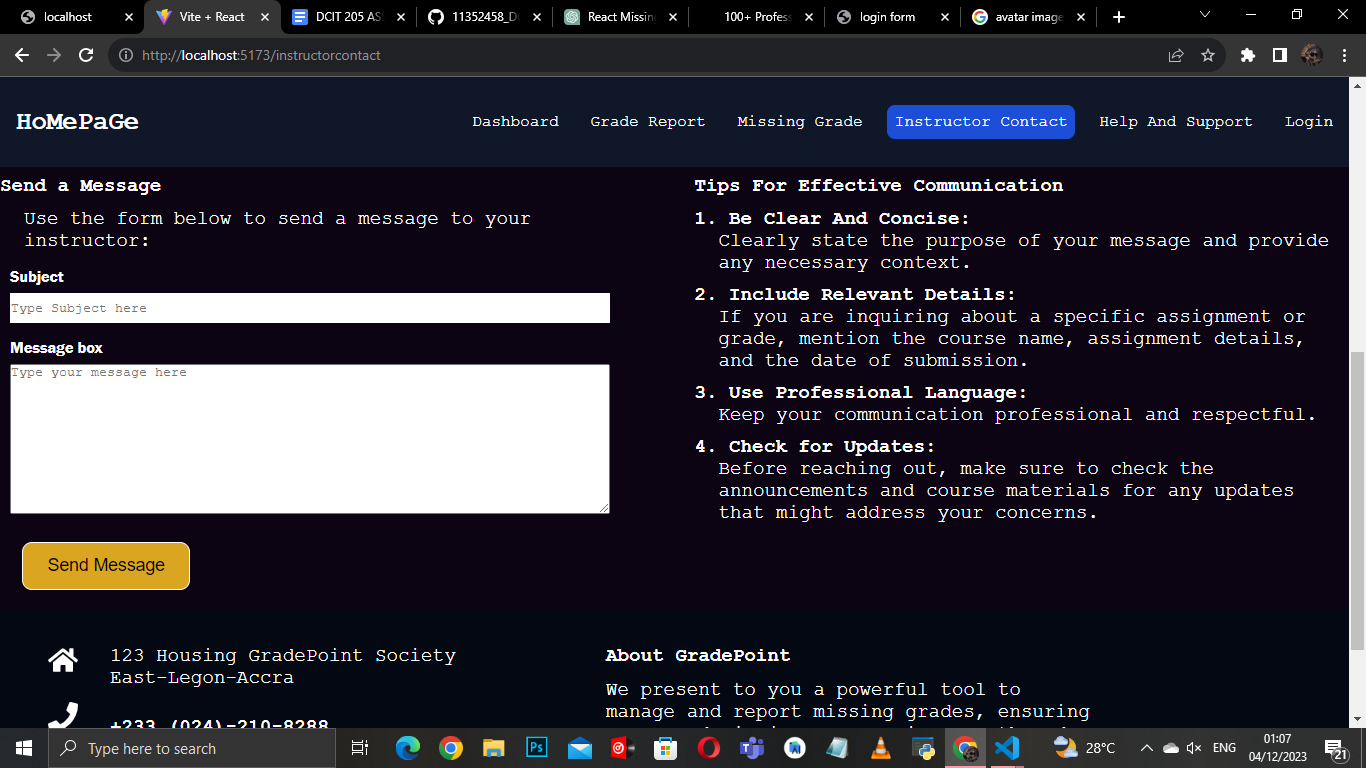 localhost
Vite + React
DCIT 205 AS
11352458_D
React Missin
100+ Profes
login form
avatar image
http://localhost:5173/instructorcontact
HoMePaGe
Dashboard
Grade Report
Missing Grade
Instructor Contact
Help And Support
Login
Send a Message
Use the form below to send a message to your
instructor:
Subject
Type Subject here
Message box
Type your message here
Send Message
Tips For Effective Communication
1. Be Clear And Concise:
Clearly state the purpose of your message and provide
any necessary context.
2. Include Relevant Details:
If you are inquiring about a specific assignment or
grade, mention the course name, assignment details,
and the date of submission.
3. Use Professional Language:
Keep your communication professional and respectful.
4. Check for Updates:
Before reaching out, make sure to check the
announcements and course materials for any updates
that might address your concerns.
123 Housing GradePoint Society
East-Legon-Accra
+233 (024)-210-8288
About GradePoint
We present to you a powerful tool to
manage and report missing grades, ensuring
Type here to search
Ps
28°C
ENG
01:07
04/12/2023
21